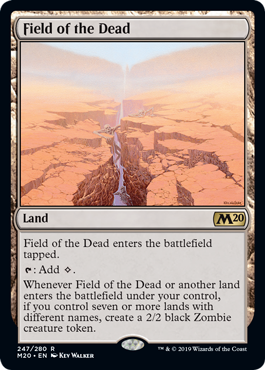 Field of the Dead
Land
M20
Field of the Dead enters the battlefield
tapped.
: Add .
Whenever Field of the Dead or another land
enters the battlefield under your control,
if you control seven or more lands with
different names, create a 2/2 black Zombie
creature token.
247/280 R
M20 • EN Kev Walker
™ & © 2019 Wizards of the Coast